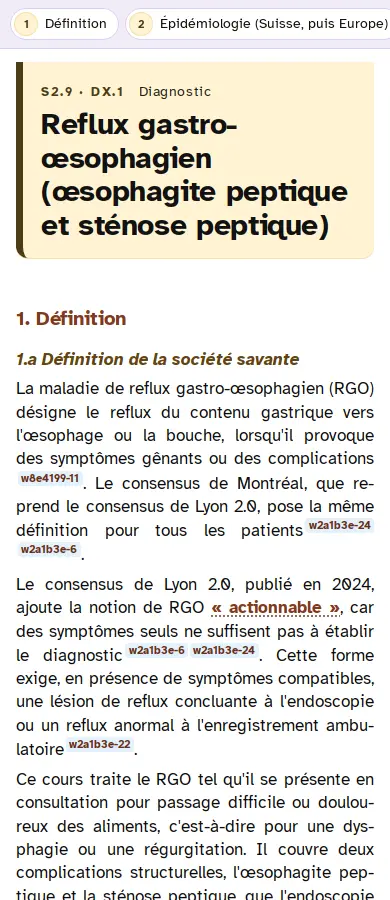 1 Définition 2 Épidémiologie (Suisse, puis Europe)
S2.9 · DX.1 Diagnostic
Reflux gastro-
œsophagien
(œsophagite peptique
et sténose peptique)
1. Définition
1.a Définition de la société savante
La maladie de reflux gastro-œsophagien (RGO)
désigne le reflux du contenu gastrique vers
l'œsophage ou la bouche, lorsqu'il provoque
des symptômes gênants ou des complications
w8e4199-11. Le consensus de Montréal, que re-
prend le consensus de Lyon 2.0, pose la même
définition pour tous les patients w2a1b3e-24
w2a1b3e-6.
Le consensus de Lyon 2.0, publié en 2024,
ajoute la notion de RGO « actionnable », car
des symptômes seuls ne suffisent pas à établir
le diagnostic w2a1b3e-6 w2a1b3e-24. Cette forme
exige, en présence de symptômes compatibles,
une lésion de reflux concluante à l'endoscopie
ou un reflux anormal à l'enregistrement ambu-
latoire w2a1b3e-22.
Ce cours traite le RGO tel qu'il se présente en
consultation pour passage difficile ou doulou-
reux des aliments, c'est-à-dire pour une dys-
phagie ou une régurgitation. Il couvre deux
complications structurelles, l'œsophagite pep-
tique et la sténose peptique, que l'endoscopie